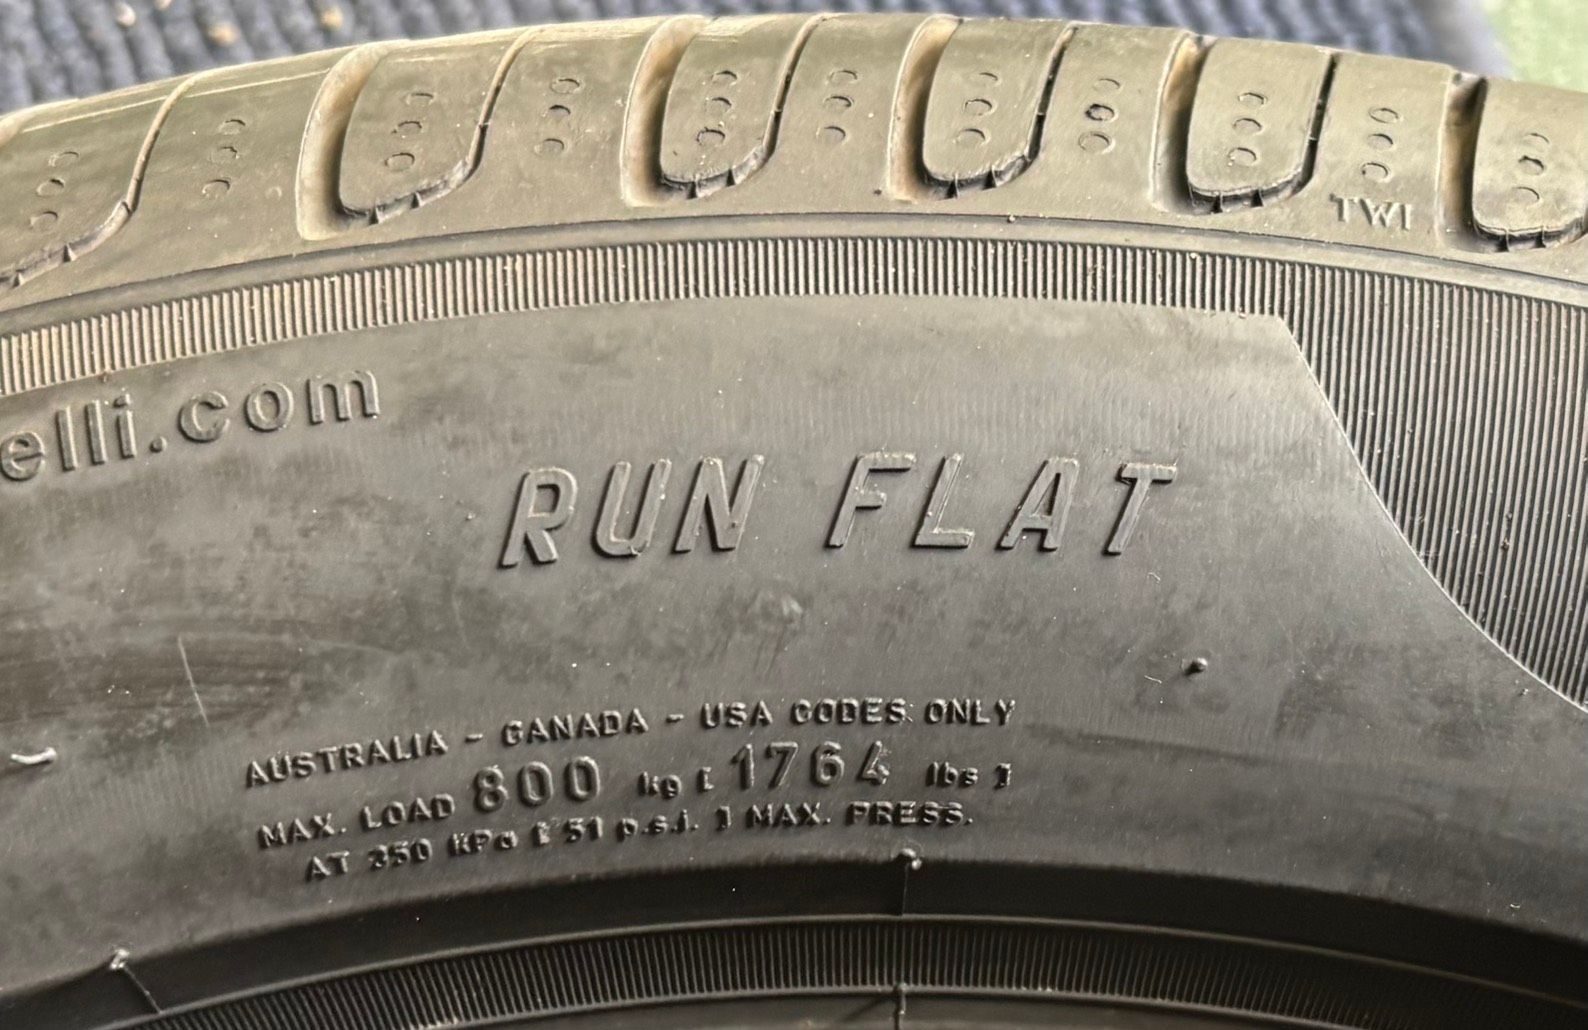 TWI
elli.com
RUN FLAT
AUSTRALIA - CANADA - USA CODES ONLY
MAX. LOAD 800 kg [ 1764 lbs ]
AT 350 kPa [ 51 p.s.i. ] MAX. PRESS.